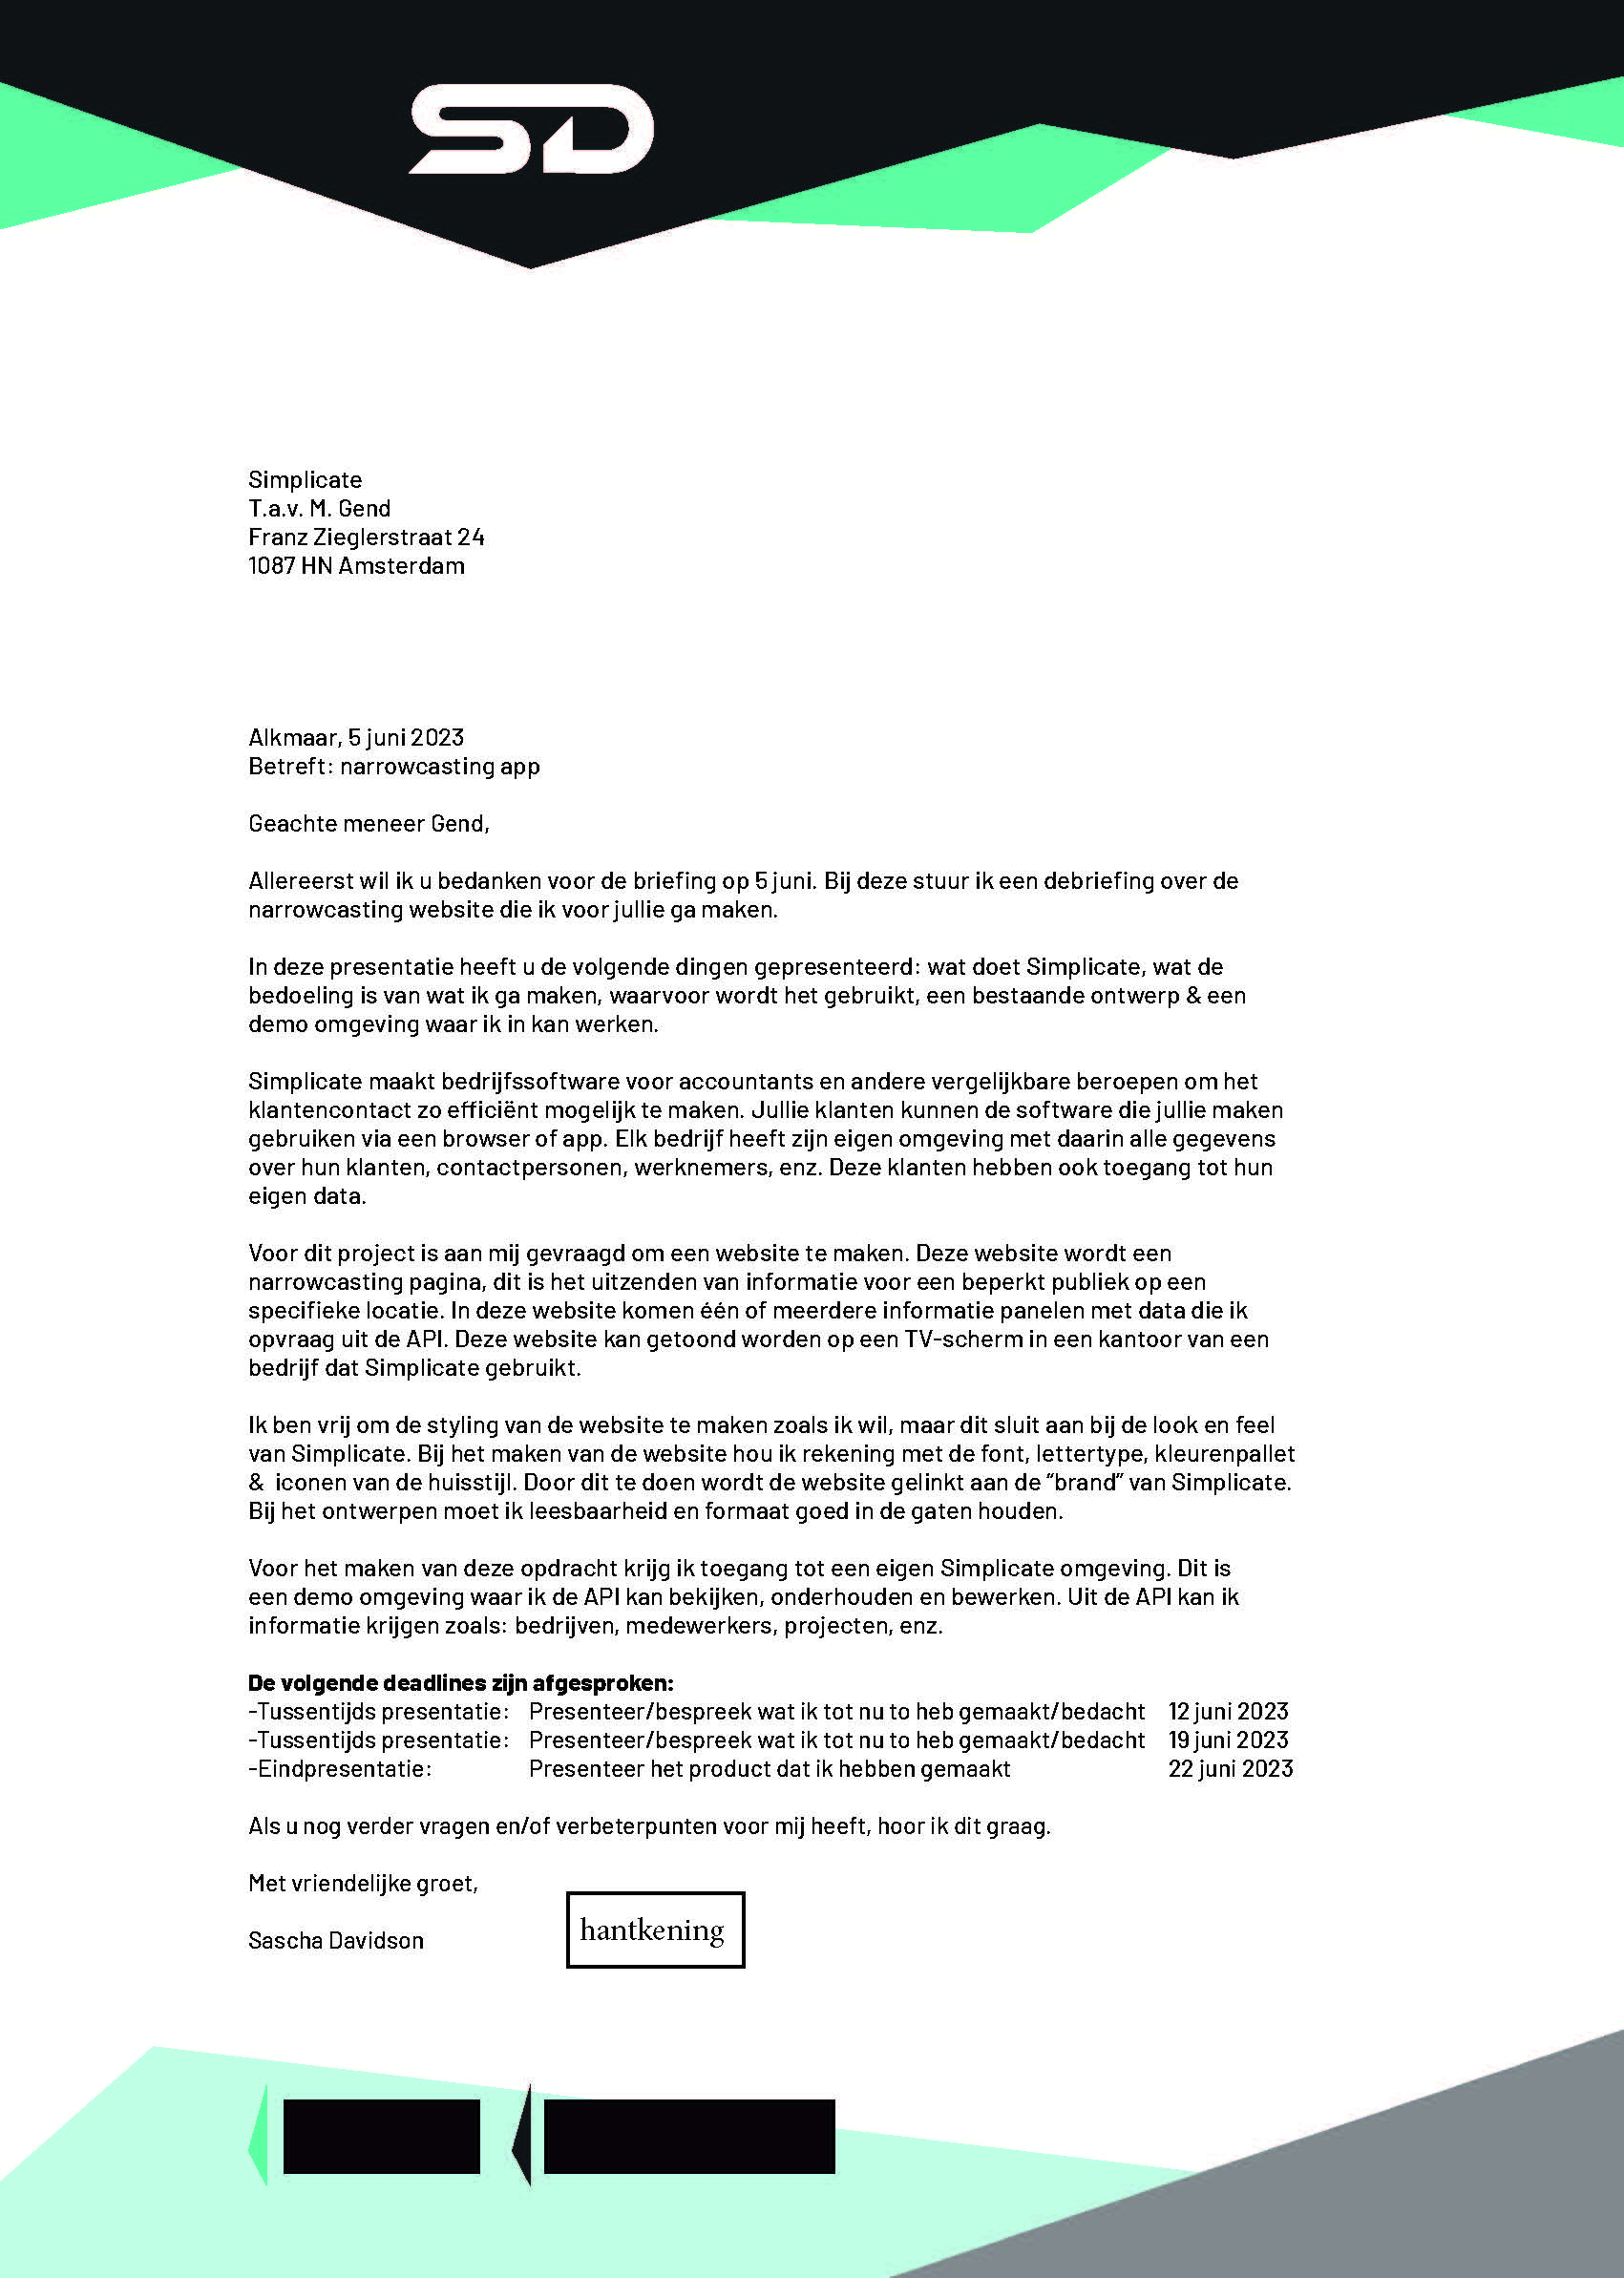 SD
Simplicate
T.a.v. M. Gend
Franz Zieglerstraat 24
1087 HN Amsterdam
Alkmaar, 5 juni 2023
Betreft: narrowcasting app
Geachte meneer Gend,
Allereerst wil ik u bedanken voor de briefing op 5 juni. Bij deze stuur ik een debriefing over de
narrowcasting website die ik voor jullie ga maken.
In deze presentatie heeft u de volgende dingen gepresenteerd: wat doet Simplicate, wat de
bedoeling is van wat ik ga maken, waarvoor wordt het gebruikt, een bestaande ontwerp & een
demo omgeving waar ik in kan werken.
Simplicate maakt bedrijfssoftware voor accountants en andere vergelijkbare beroepen om het
klantencontact zo efficiënt mogelijk te maken. Jullie klanten kunnen de software die jullie maken
gebruiken via een browser of app. Elk bedrijf heeft zijn eigen omgeving met daarin alle gegevens
over hun klanten, contactpersonen, werknemers, enz. Deze klanten hebben ook toegang tot hun
eigen data.
Voor dit project is aan mij gevraagd om een website te maken. Deze website wordt een
narrowcasting pagina, dit is het uitzenden van informatie voor een beperkt publiek op een
specifieke locatie. In deze website komen één of meerdere informatie panelen met data die ik
opvraag uit de API. Deze website kan getoond worden op een TV-scherm in een kantoor van een
bedrijf dat Simplicate gebruikt.
Ik ben vrij om de styling van de website te maken zoals ik wil, maar dit sluit aan bij de look en feel
van Simplicate. Bij het maken van de website hou ik rekening met de font, lettertype, kleurenpallet
& iconen van de huisstijl. Door dit te doen wordt de website gelinkt aan de “brand” van Simplicate.
Bij het ontwerpen moet ik leesbaarheid en formaat goed in de gaten houden.
Voor het maken van deze opdracht krijg ik toegang tot een eigen Simplicate omgeving. Dit is
een demo omgeving waar ik de API kan bekijken, onderhouden en bewerken. Uit de API kan ik
informatie krijgen zoals: bedrijven, medewerkers, projecten, enz.
De volgende deadlines zijn afgesproken:
-Tussentijds presentatie: Presenteer/bespreek wat ik tot nu to heb gemaakt/bedacht 12 juni 2023
-Tussentijds presentatie: Presenteer/bespreek wat ik tot nu to heb gemaakt/bedacht 19 juni 2023
-Eindpresentatie: Presenteer het product dat ik hebben gemaakt 22 juni 2023
Als u nog verder vragen en/of verbeterpunten voor mij heeft, hoor ik dit graag.
Met vriendelijke groet,
hantkening
Sascha Davidson